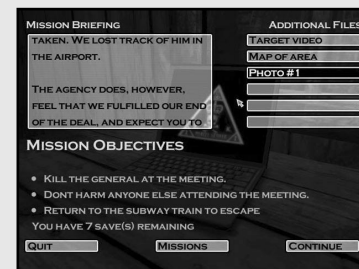 Mission Briefing
Additional Files
taken. We lost track of him in
the airport.
The agency does, however,
feel that we fulfilled our end
of the deal, and expect you to
Target video
Map of area
Photo #1
Mission Objectives
• Kill the general at the meeting.
• Dont harm anyone else attending the meeting.
• Return to the subway train to escape
You have 7 save(s) remaining
Quit
Missions
Continue